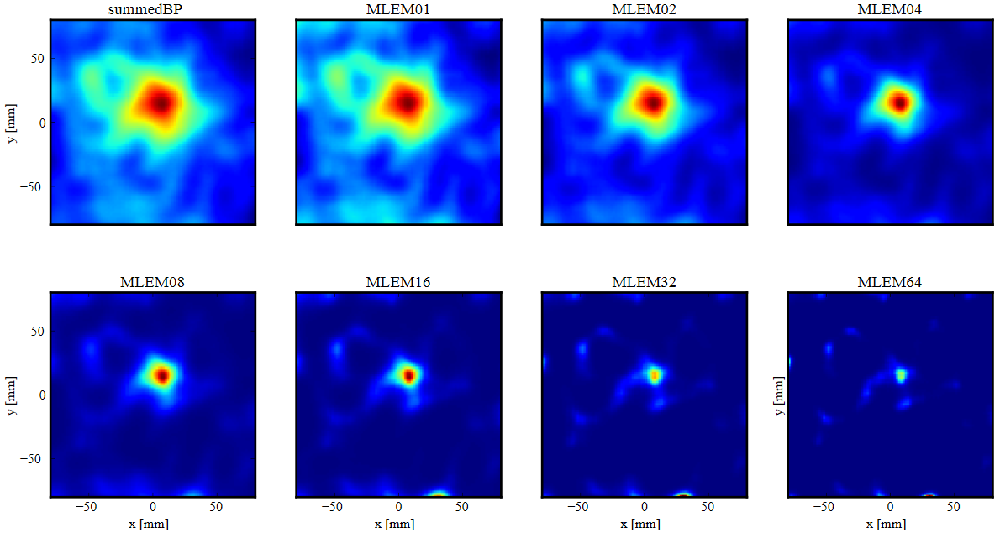 summedBP MLEM01 MLEM02 MLEM04
50
0
−50
y [mm]
MLEM08 MLEM16 MLEM32 MLEM64
50
0
−50
y [mm] y [mm]
−50 0 50 −50 0 50 −50 0 50 −50 0 50
x [mm] x [mm] x [mm] x [mm]